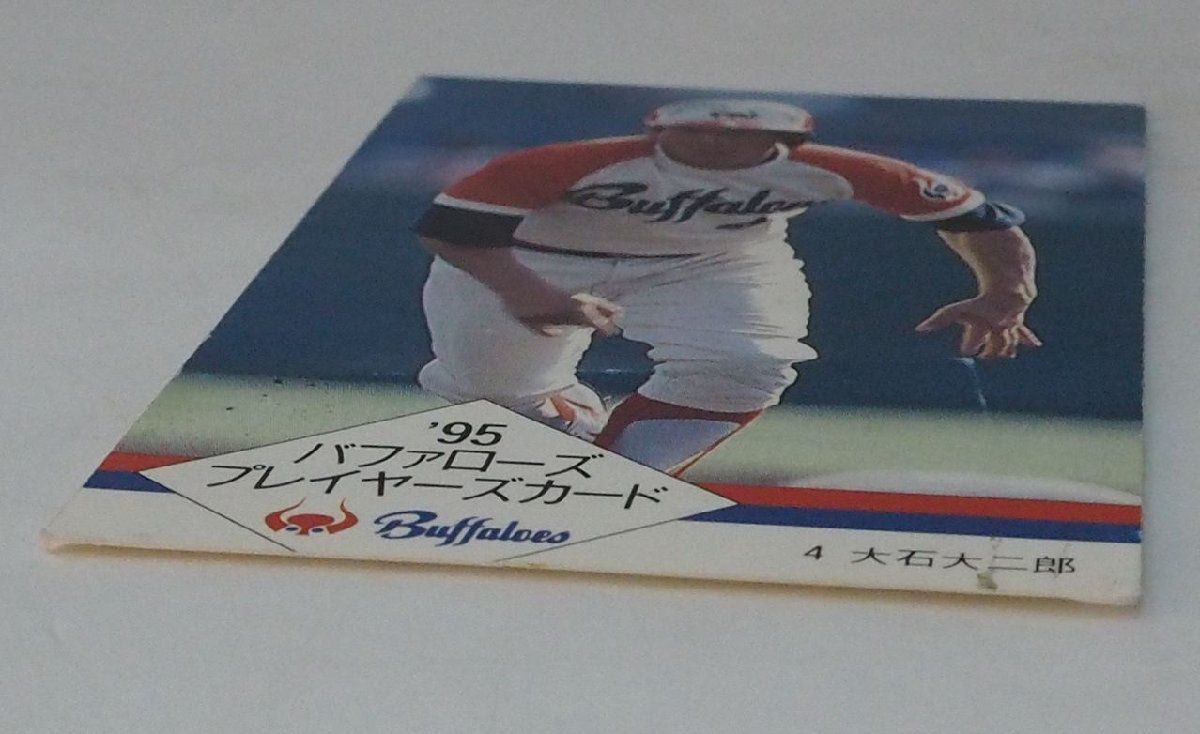 Buffaloes
'95
バファローズ
プレイヤーズカード
Buffaloes
4 大石大二郎